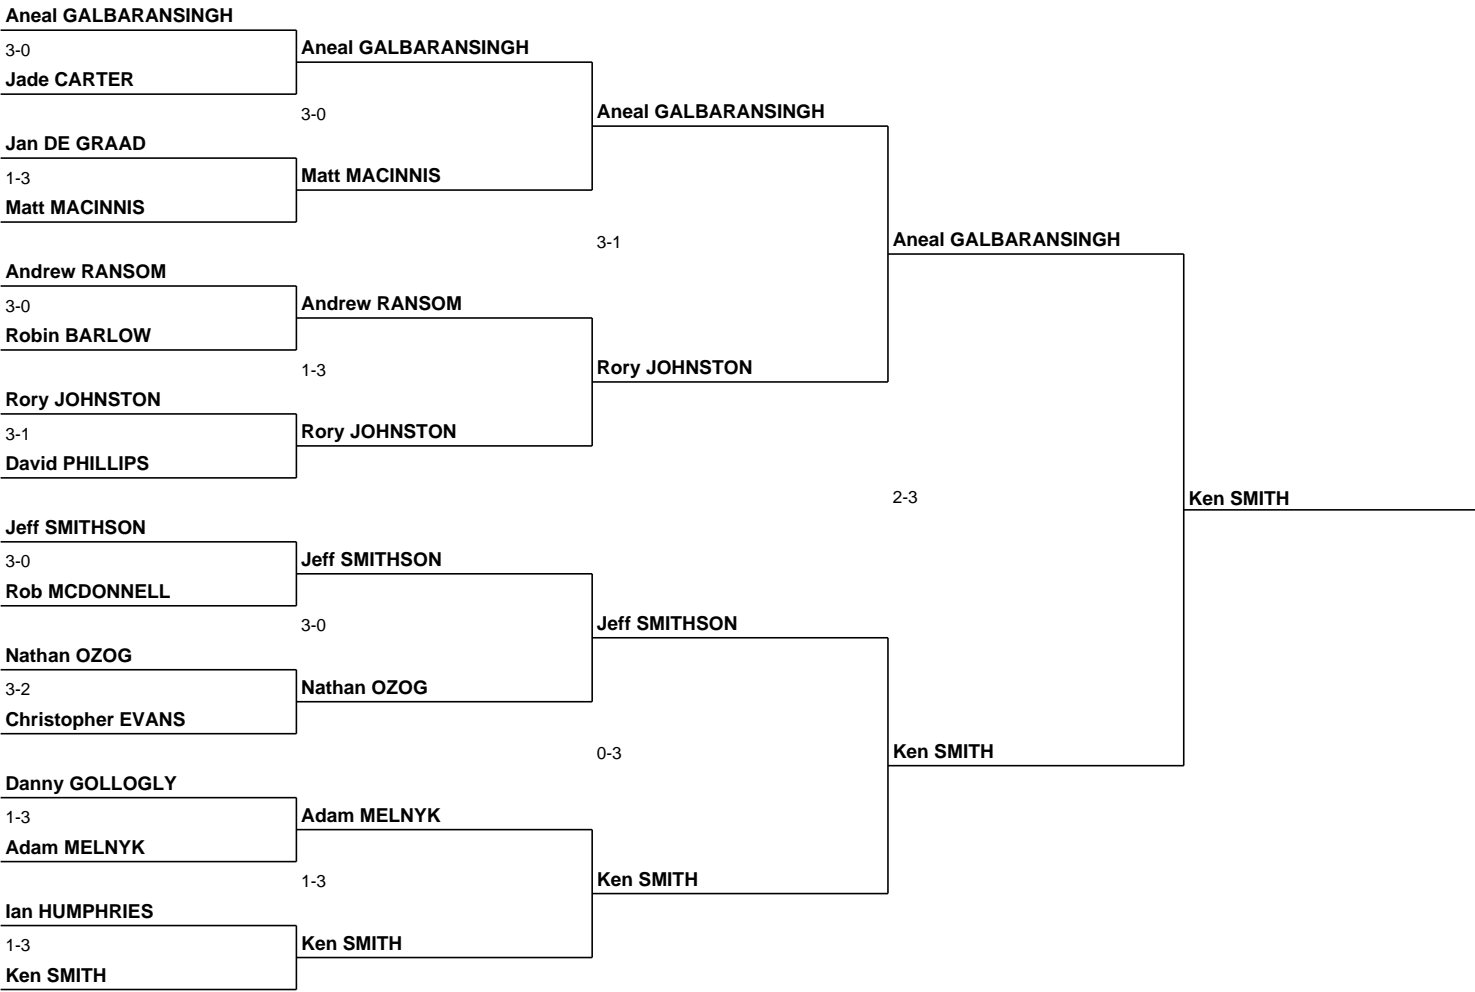 Aneal GALBARANSINGH
3-0
Jade CARTER
Jan DE GRAAD
1-3
Matt MACINNIS
Andrew RANSOM
3-0
Robin BARLOW
Rory JOHNSTON
3-1
David PHILLIPS
Jeff SMITHSON
3-0
Rob MCDONNELL
Nathan OZOG
3-2
Christopher EVANS
Danny GOLLOGLY
1-3
Adam MELNYK
Ian HUMPHRIES
1-3
Ken SMITH
Aneal GALBARANSINGH
3-0
Matt MACINNIS
Andrew RANSOM
1-3
Rory JOHNSTON
Jeff SMITHSON
3-0
Nathan OZOG
Adam MELNYK
1-3
Ken SMITH
Aneal GALBARANSINGH
3-1
Rory JOHNSTON
Jeff SMITHSON
0-3
Ken SMITH
Aneal GALBARANSINGH
2-3
Ken SMITH
Ken SMITH